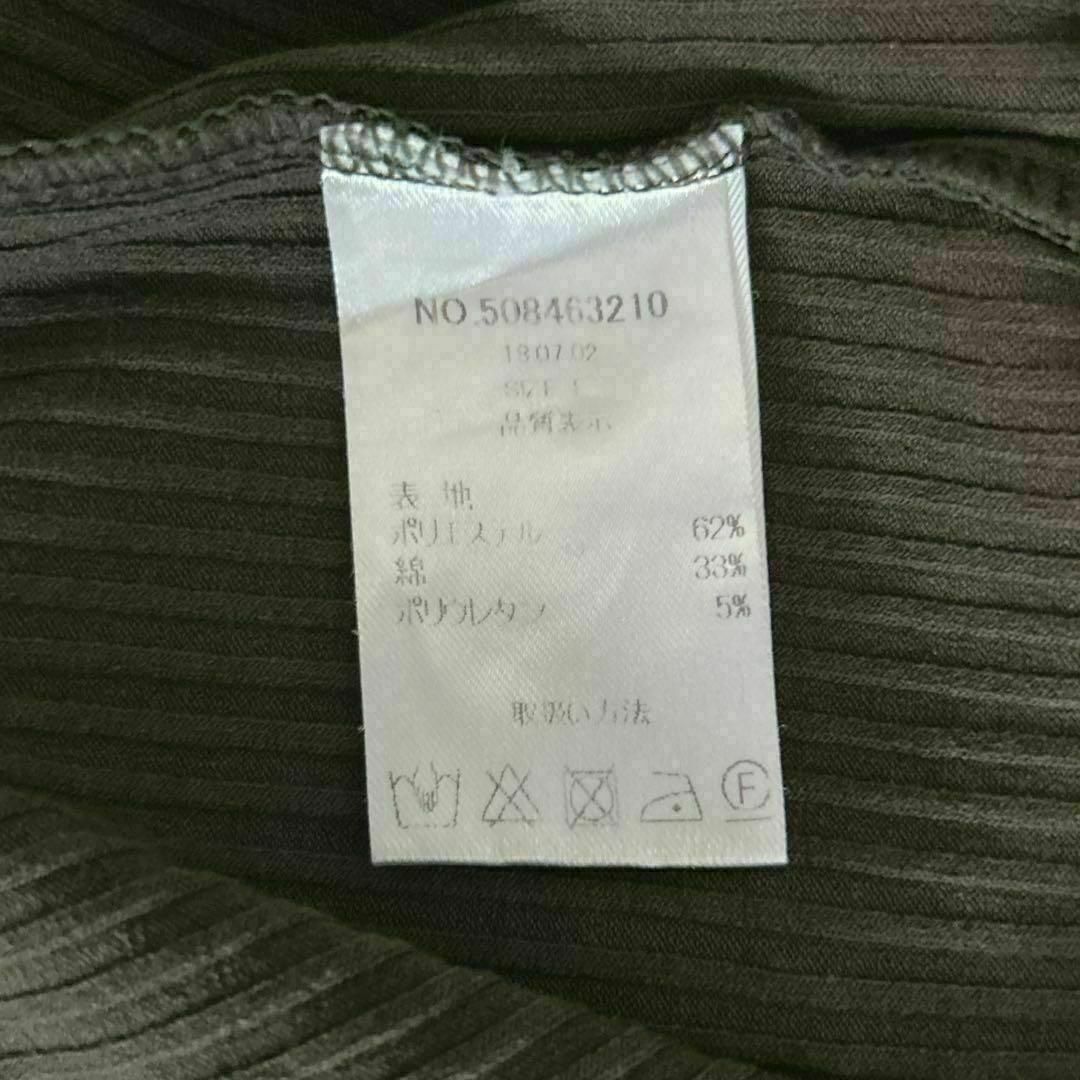 NO.508463210
18.07.02
SIZE L
品質表示
表 地
ポリエステル 62%
綿 33%
ポリウレタン 5%
取扱い方法
F